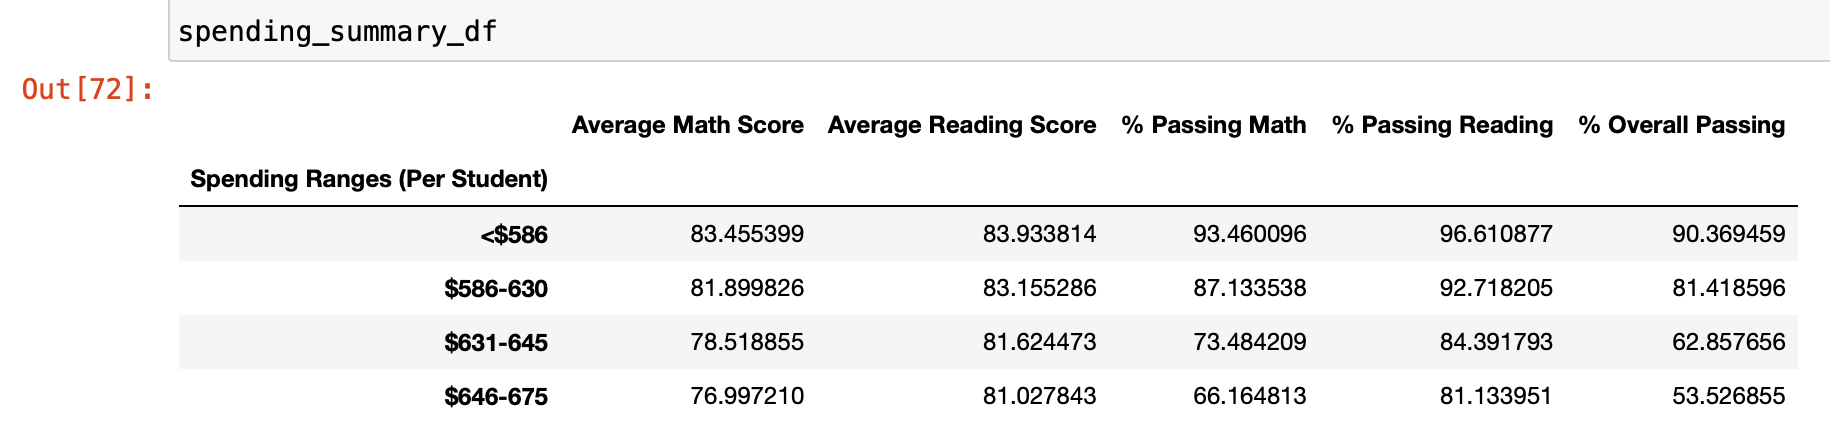 spending_summary_df
Out[72]:
Average Math Score Average Reading Score % Passing Math % Passing Reading % Overall Passing
Spending Ranges (Per Student)
<$586 83.455399 83.933814 93.460096 96.610877 90.369459
$586-630 81.899826 83.155286 87.133538 92.718205 81.418596
$631-645 78.518855 81.624473 73.484209 84.391793 62.857656
$646-675 76.997210 81.027843 66.164813 81.133951 53.526855